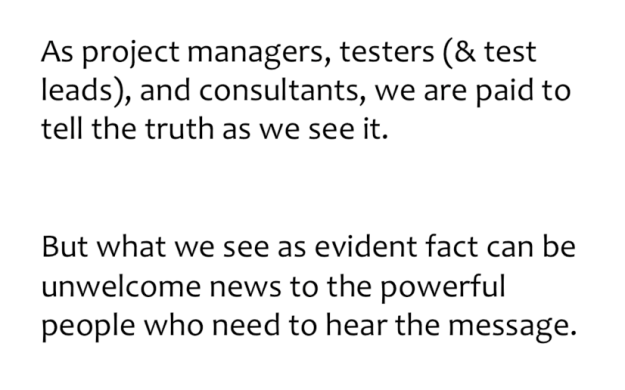 As project managers, testers (& test
leads), and consultants, we are paid to
tell the truth as we see it.
But what we see as evident fact can be
unwelcome news to the powerful
people who need to hear the message.